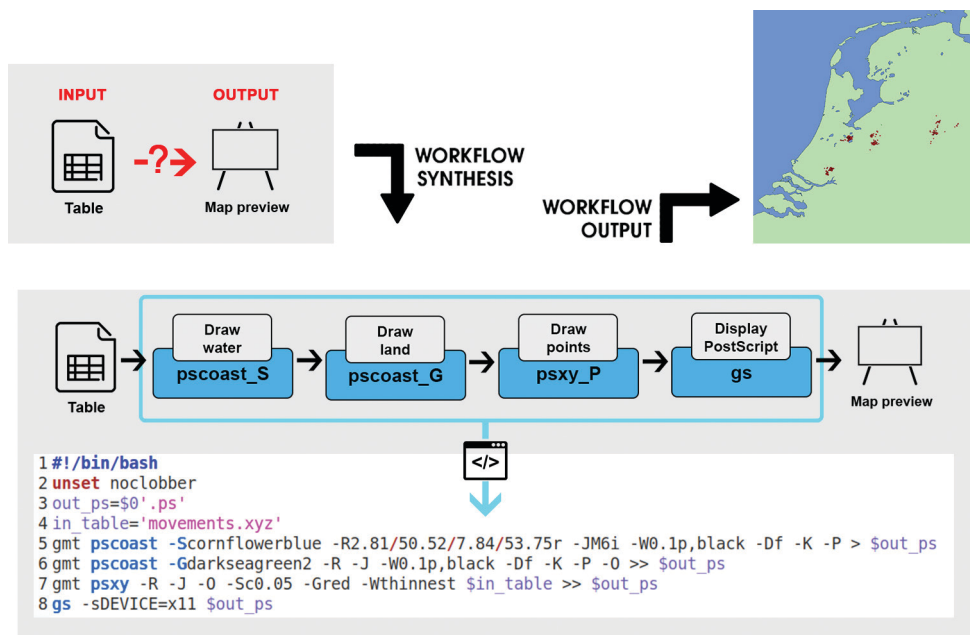 INPUT
OUTPUT
-?→
Table
Map preview
WORKFLOW
SYNTHESIS
WORKFLOW
OUTPUT
Draw
water
pscoast_S
Draw
land
pscoast_G
Draw
points
psxy_P
Display
PostScript
gs
Table
Map preview
</>
1 #!/bin/bash
2 unset noclobber
3 out_ps=$0'.ps'
4 in_table='movements.xyz'
5 gmt pscoast -Scornflowerblue -R2.81/50.52/7.84/53.75r -JM6i -W0.1p,black -Df -K -P > $out_ps
6 gmt pscoast -Gdarkseagreen2 -R -J -W0.1p,black -Df -K -P -O >> $out_ps
7 gmt psxy -R -J -O -Sc0.05 -Gred -Wthinnest $in_table >> $out_ps
8 gs -sDEVICE=x11 $out_ps